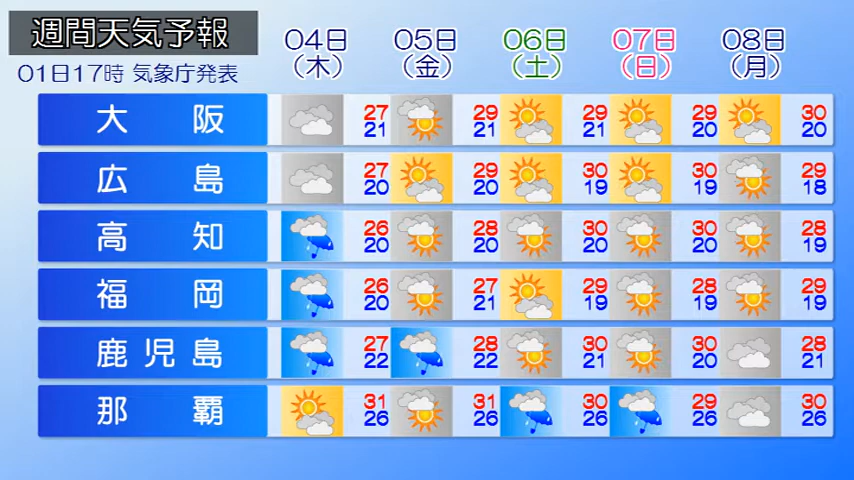 週間天気予報
01日17時 気象庁発表
04日 05日 06日 07日 08日
(木) (金) (土) (日) (月)
大阪 27 29 29 29 30
21 21 21 20 20
広島 27 29 30 30 29
20 20 19 19 18
高知 26 28 30 30 28
20 20 20 20 19
福岡 26 27 29 28 29
20 21 19 19 19
鹿児島 27 28 30 30 28
22 22 21 20 21
那覇 31 31 30 29 30
26 26 26 26 26